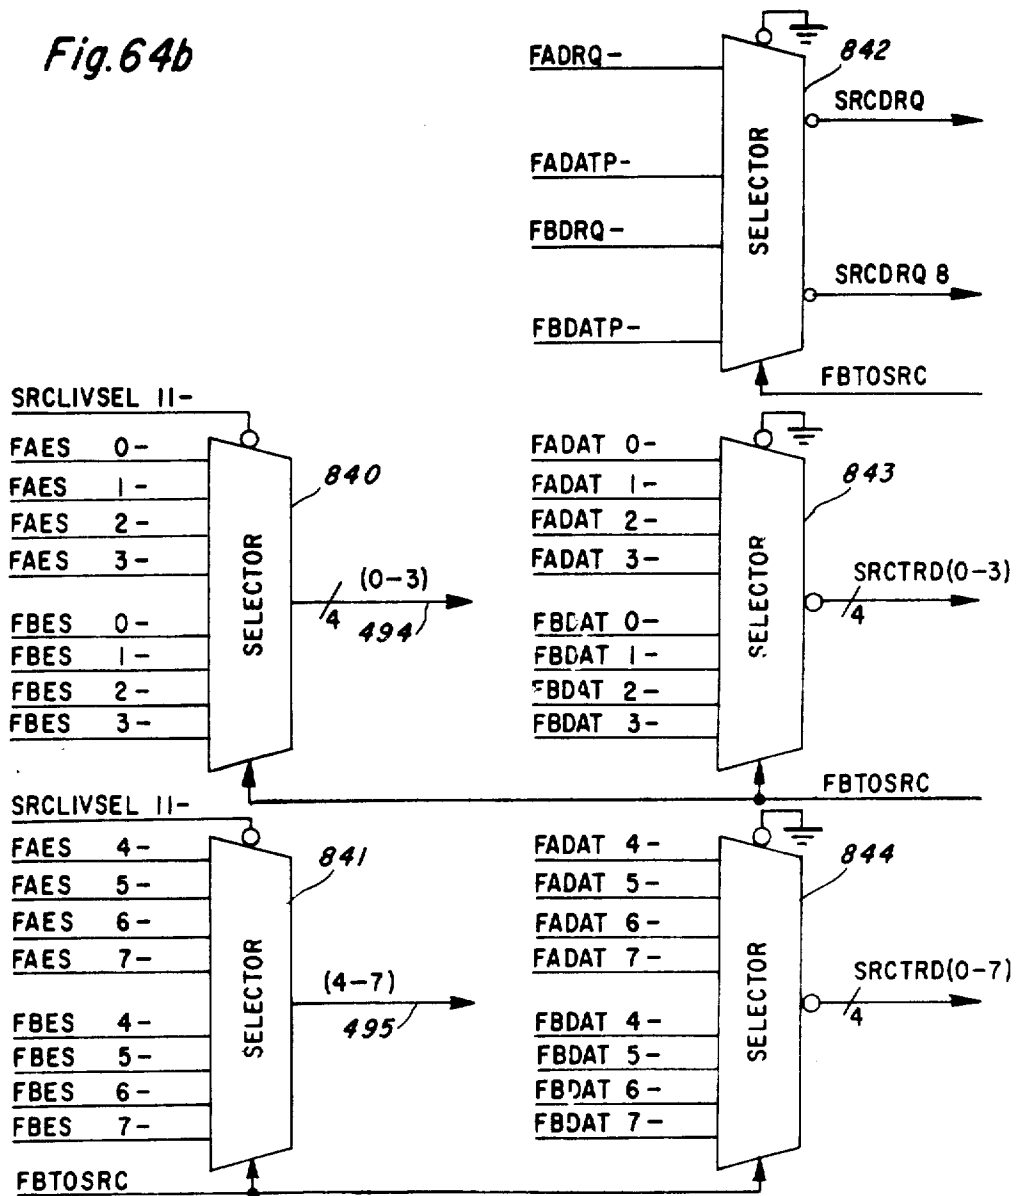 Fig. 64b
FADRQ-
FADATP-
FBDRQ-
FBDATP-
SELECTOR
842
SRCDRQ
SRCDRQ 8
FBTOSRC
SRCLIVSEL 11-
FAES 0-
FAES 1-
FAES 2-
FAES 3-
FBES 0-
FBES 1-
FBES 2-
FBES 3-
SELECTOR
840
(0-3)
4
494
FADAT 0-
FADAT 1-
FADAT 2-
FADAT 3-
FBDAT 0-
FBDAT 1-
FBDAT 2-
FBDAT 3-
SELECTOR
843
SRCTRD(0-3)
4
FBTOSRC
SRCLIVSEL 11-
FAES 4-
FAES 5-
FAES 6-
FAES 7-
FBES 4-
FBES 5-
FBES 6-
FBES 7-
SELECTOR
841
(4-7)
495
FADAT 4-
FADAT 5-
FADAT 6-
FADAT 7-
FBDAT 4-
FBDAT 5-
FBDAT 6-
FBDAT 7-
SELECTOR
844
SRCTRD(0-7)
4
FBTOSRC